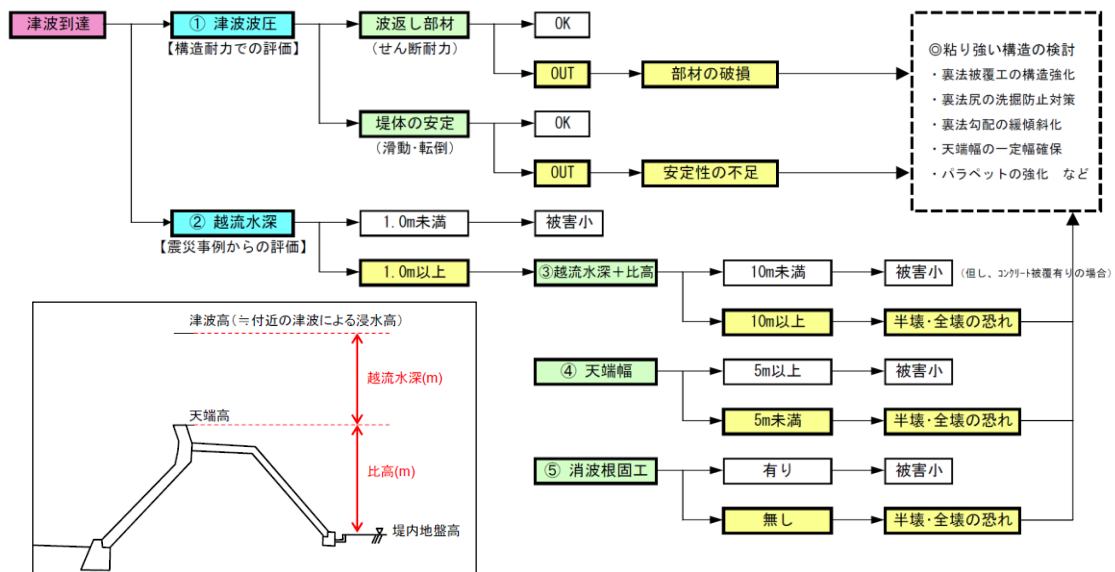 津波到達
① 津波波圧
【構造耐力での評価】
波返し部材
(せん断耐力)
OK
OUT
部材の破損
堤体の安定
(滑動・転倒)
OK
OUT
安定性の不足
◎粘り強い構造の検討
・裏法被覆工の構造強化
・裏法尻の洗掘防止対策
・裏法勾配の緩傾斜化
・天端幅の一定幅確保
・パラペットの強化 など
② 越流水深
【震災事例からの評価】
1.0m未満
被害小
1.0m以上
③越流水深＋比高
10m未満
被害小
(但し、コンクリート被覆有りの場合)
10m以上
半壊・全壊の恐れ
④ 天端幅
5m以上
被害小
5m未満
半壊・全壊の恐れ
⑤ 消波根固工
有り
被害小
無し
半壊・全壊の恐れ
津波高(≒付近の津波による浸水高)
越流水深(m)
天端高
比高(m)
堤内地盤高